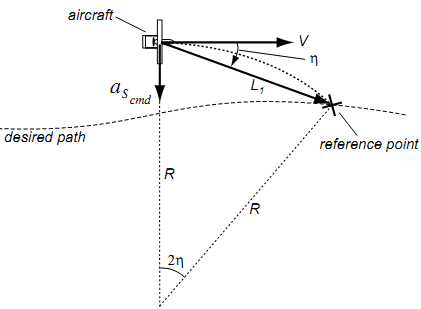 aircraft
V
η
a_{S_{cmd}}
L_1
desired path
reference point
R
R
2η